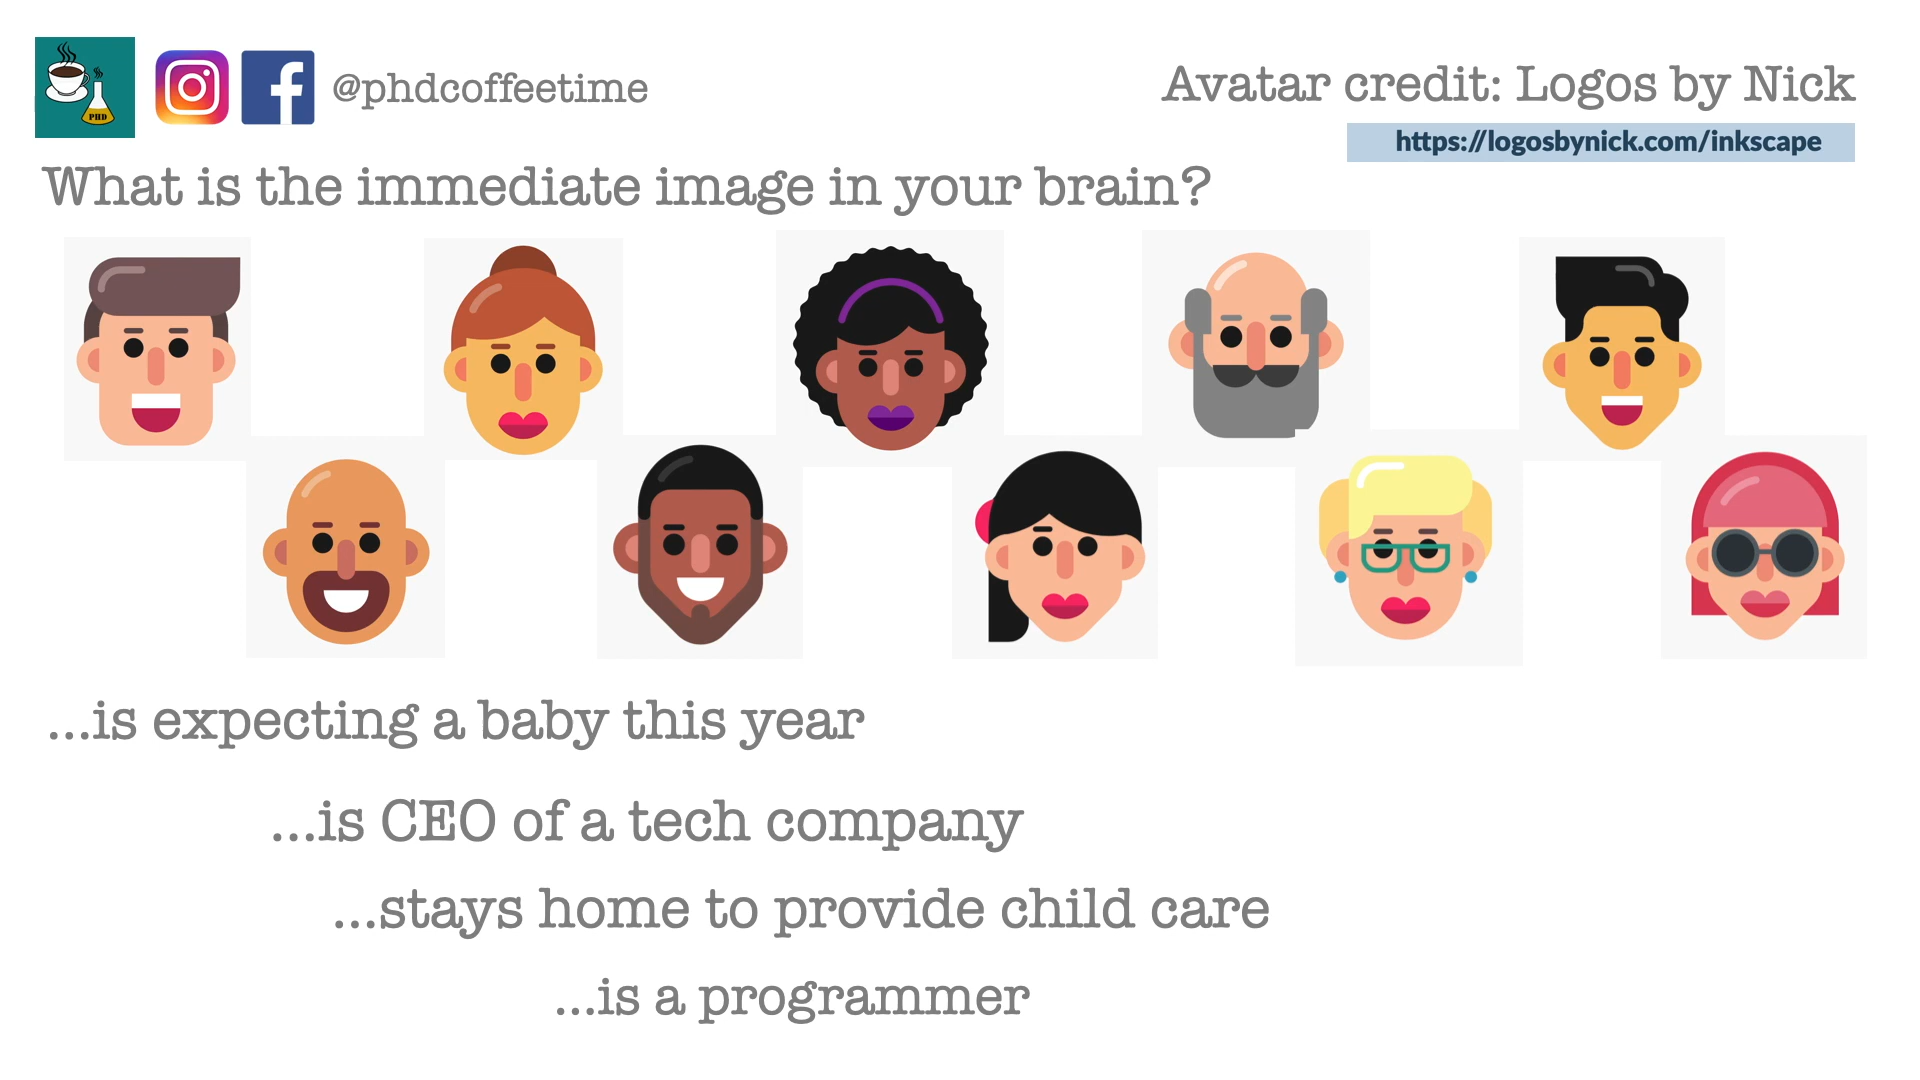 @phdcoffeetime
PHD
Avatar credit: Logos by Nick
https://logosbynick.com/inkscape
What is the immediate image in your brain?
...is expecting a baby this year
...is CEO of a tech company
...stays home to provide child care
...is a programmer